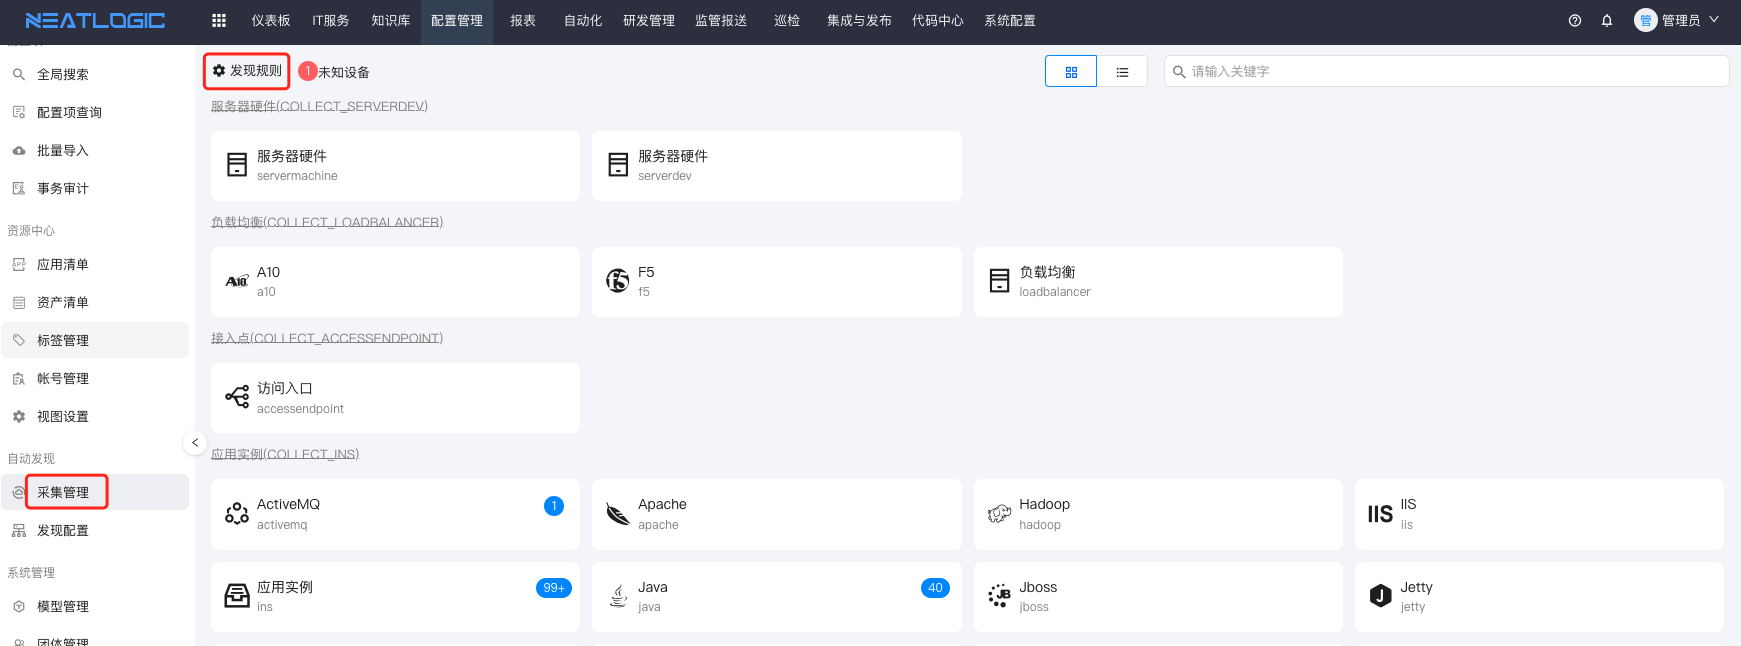 NEATLOGIC
仪表板 IT服务 知识库 配置管理 报表 自动化 研发管理 监管报送 巡检 集成与发布 代码中心 系统配置
管 管理员
全局搜索
配置项查询
批量导入
事务审计
资源中心
应用清单
资产清单
标签管理
帐号管理
视图设置
自动发现
采集管理
发现配置
系统管理
模型管理
团体管理
发现规则 1 未知设备
请输入关键字
服务器硬件(COLLECT_SERVERDEV)
服务器硬件
servermachine
服务器硬件
serverdev
负载均衡(COLLECT_LOADBALANCER)
A10
A10
a10
f5
F5
f5
负载均衡
loadbalancer
接入点(COLLECT_ACCESSENDPOINT)
访问入口
accessendpoint
应用实例(COLLECT_INS)
ActiveMQ 1
activemq
Apache
apache
Hadoop
hadoop
IIS
IIS
iis
应用实例 99+
ins
Java 40
java
JB
Jboss
jboss
J
Jetty
jetty